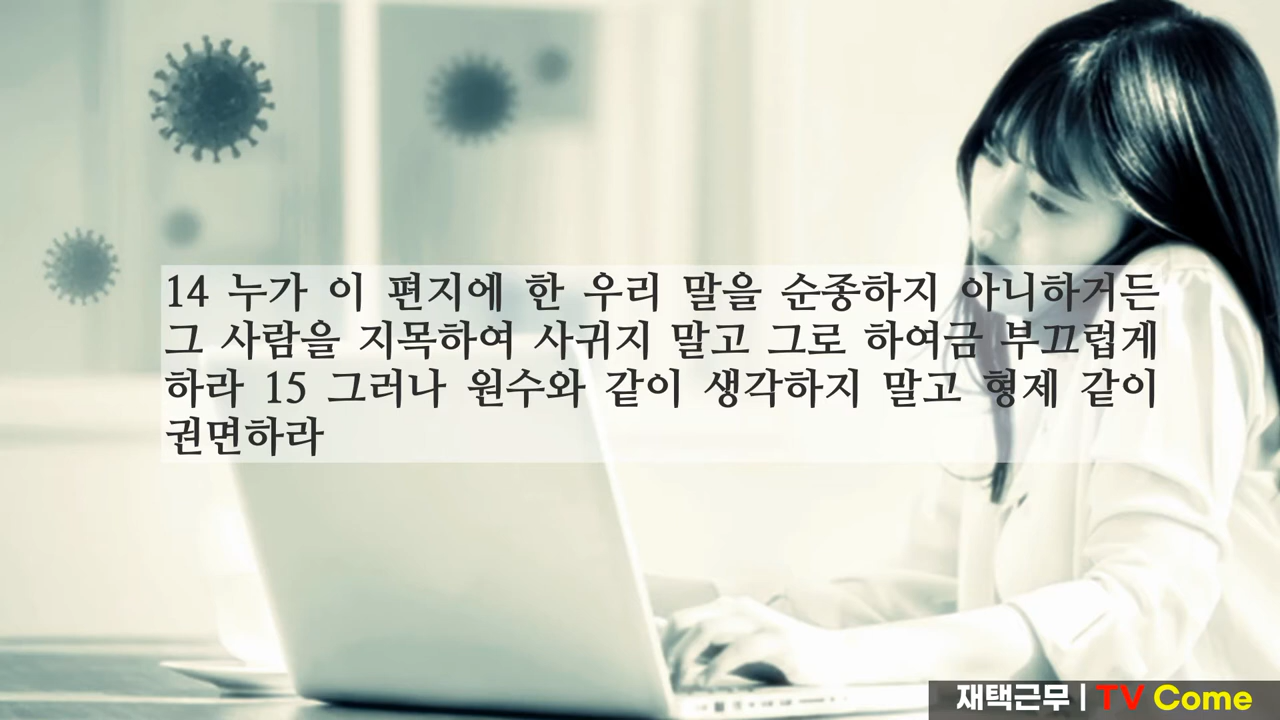 14 누가 이 편지에 한 우리 말을 순종하지 아니하거든
그 사람을 지목하여 사귀지 말고 그로 하여금 부끄럽게
하라 15 그러나 원수와 같이 생각하지 말고 형제 같이
권면하라
재택근무 | TV Come